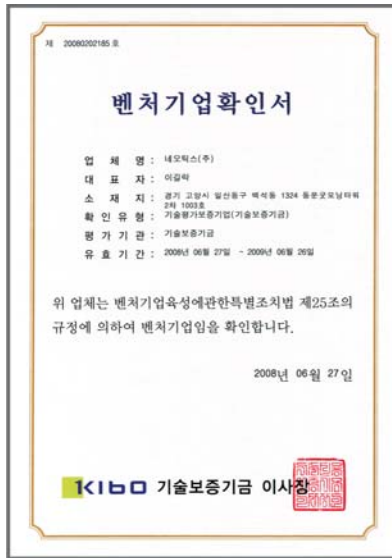 제 20080202185 호
벤처기업확인서
업 체 명 : 네오틱스(주)
대 표 자 : 이길락
소 재 지 : 경기 고양시 일산동구 백석동 1324 동문굿모닝타워
2차 1003호
확 인 유 형 : 기술평가보증기업(기술보증기금)
평 가 기 관 : 기술보증기금
유 효 기 간 : 2008년 06월 27일 ~ 2009년 06월 26일
위 업체는 벤처기업육성에관한특별조치법 제25조의
규정에 의하여 벤처기업임을 확인합니다.
2008년 06월 27일
KIBO 기술보증기금 이사장